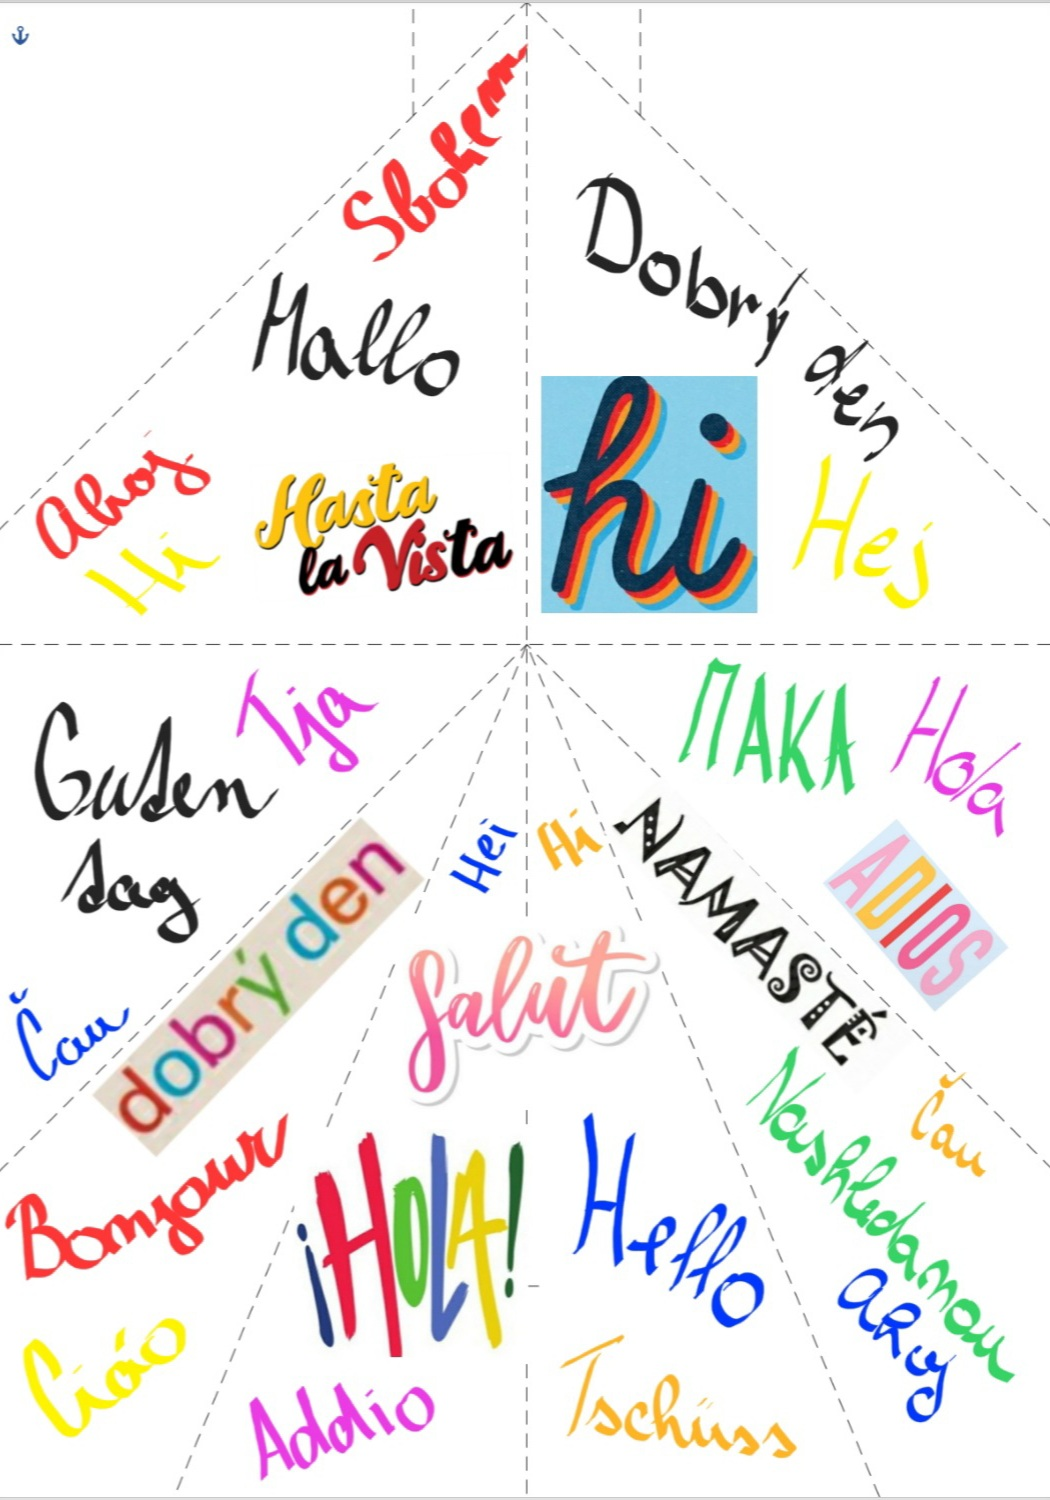 Sbohem
Dobrý den
Hallo
hi
Ahoj
Hi
Hasta
la Vista
Hej
Guten
dag
Tja
ПАКА
Hola
Hei
Hi
NAMASTÉ
ADIOS
dobrý den
Salut
Čau
Nashledanou
Čau
Bonjour
¡HOLA!
Hello
Ahoj
Ciáo
Addio
Tschüss